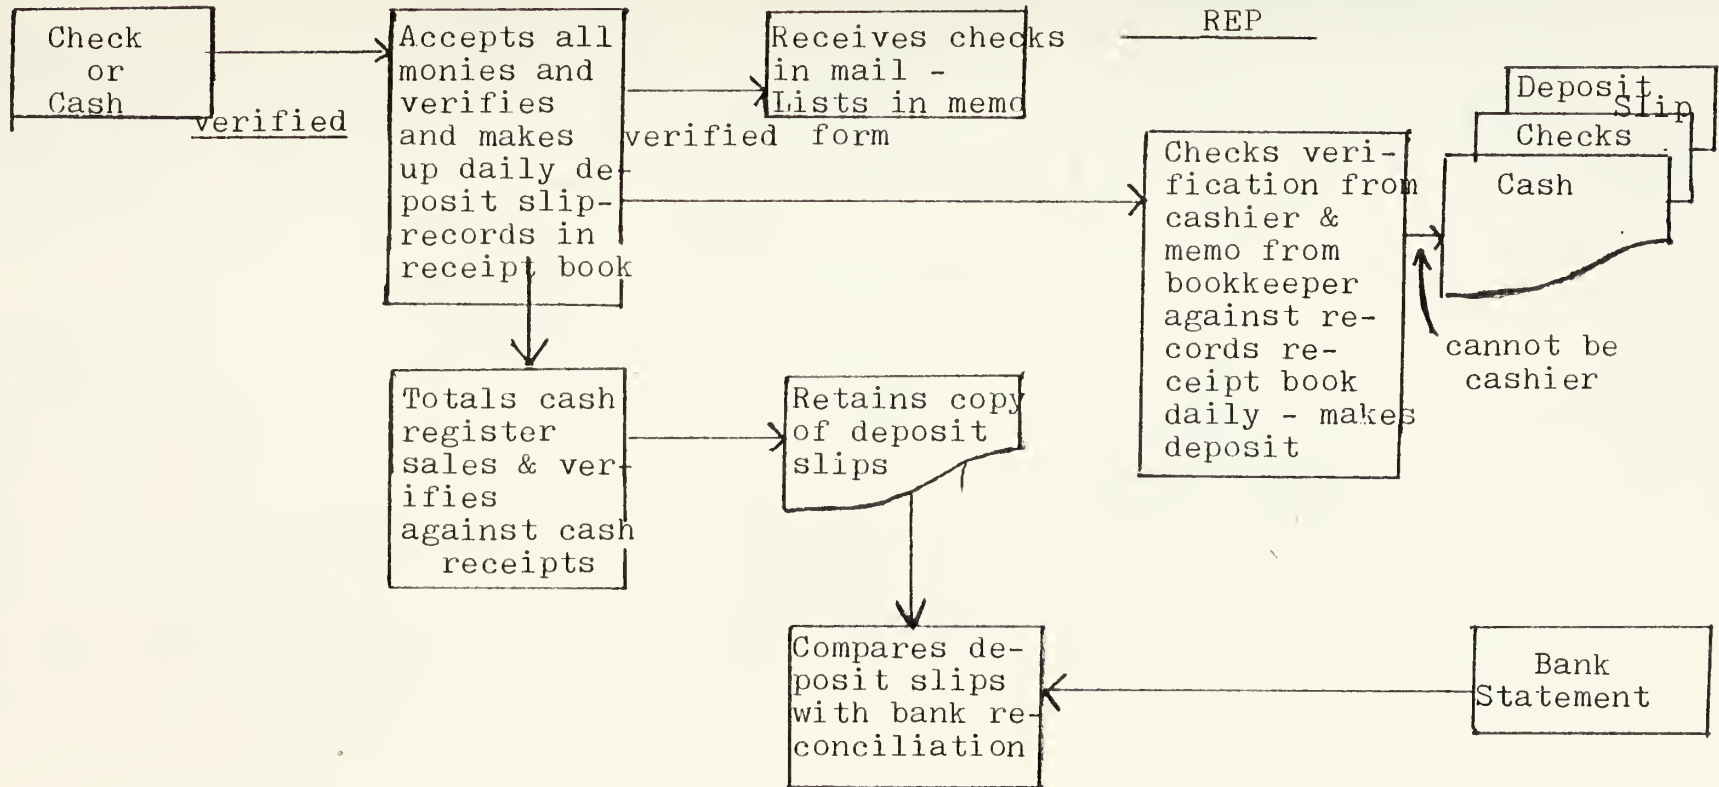 Check
or
Cash
verified
Accepts all
monies and
verifies
and makes
up daily de-
posit slip-
records in
receipt book
Receives checks
in mail -
Lists in memo
verified form
REP
Checks veri-
fication from
cashier &
memo from
bookkeeper
against re-
cords re-
ceipt book
daily - makes
deposit
Deposit
Slip
Checks
Cash
cannot be
cashier
Totals cash
register
sales & ver-
ifies
against cash
receipts
Retains copy
of deposit
slips
Compares de-
posit slips
with bank re-
conciliation
Bank
Statement